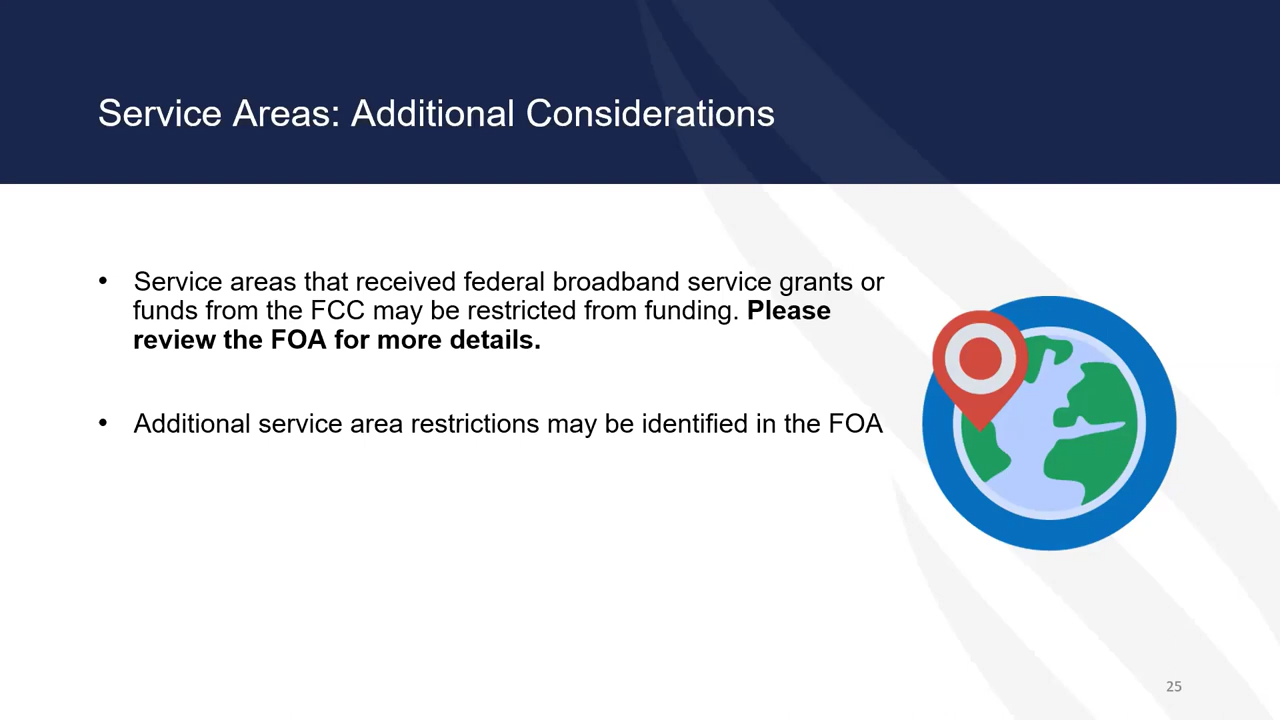 Service Areas: Additional Considerations
• Service areas that received federal broadband service grants or
funds from the FCC may be restricted from funding. Please
review the FOA for more details.
• Additional service area restrictions may be identified in the FOA
25